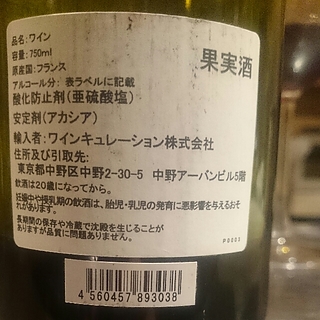 品名:ワイン
容量:750ml
原産国:フランス
アルコール分: 表ラベルに記載
果実酒
酸化防止剤(亜硫酸塩)
安定剤(アカシア)
輸入者:ワインキュレーション株式会社
住所及び引取先:
東京都中野区中野2-30-5 中野アーバンビル5階
飲酒は20歳になってから。
妊娠中や授乳期の飲酒は、胎児・乳児の発育に悪影響を与えるおそ
れがあります。
長期間の保存や冷蔵で沈殿を生じることが
ありますが品質に問題ありません。
P0003
4 560457 893038